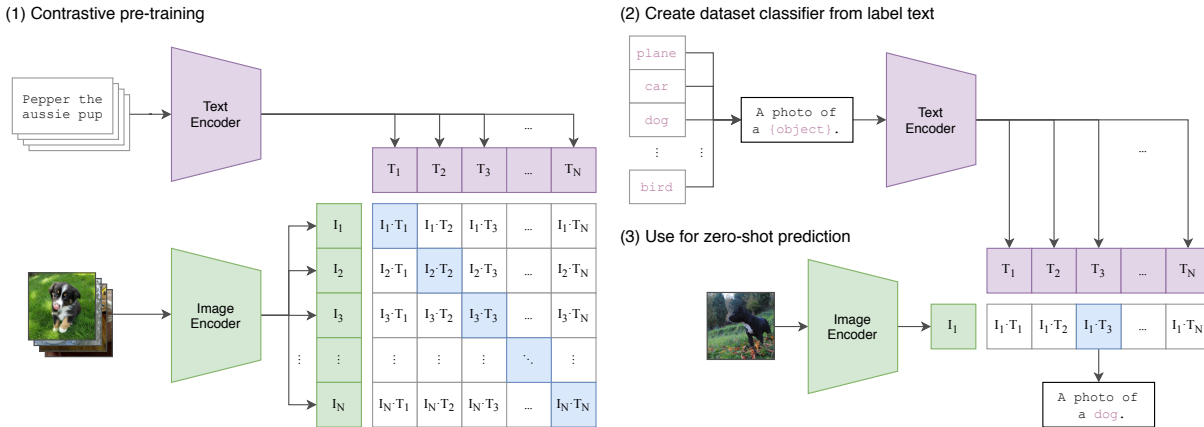 (1) Contrastive pre-training
Pepper the
aussie pup
Text
Encoder
...
T1 T2 T3 ... TN
I1 I1·T1 I1·T2 I1·T3 ... I1·TN
I2 I2·T1 I2·T2 I2·T3 ... I2·TN
Image
Encoder
I3 I3·T1 I3·T2 I3·T3 ... I3·TN
⋮ ⋮ ⋮ ⋮ ⋮ ⋱ ⋮
IN IN·T1 IN·T2 IN·T3 ... IN·TN
(2) Create dataset classifier from label text
plane
car
dog
⋮ ⋮
bird
A photo of
a {object}.
Text
Encoder
...
(3) Use for zero-shot prediction
T1 T2 T3 ... TN
Image
Encoder
I1 I1·T1 I1·T2 I1·T3 ... I1·TN
A photo of
a dog.